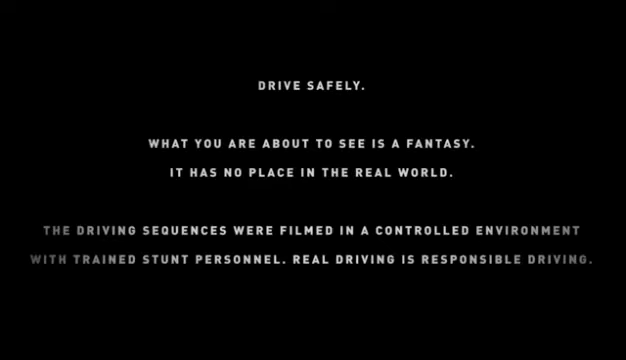 DRIVE SAFELY.
WHAT YOU ARE ABOUT TO SEE IS A FANTASY.
IT HAS NO PLACE IN THE REAL WORLD.
THE DRIVING SEQUENCES WERE FILMED IN A CONTROLLED ENVIRONMENT
WITH TRAINED STUNT PERSONNEL. REAL DRIVING IS RESPONSIBLE DRIVING.